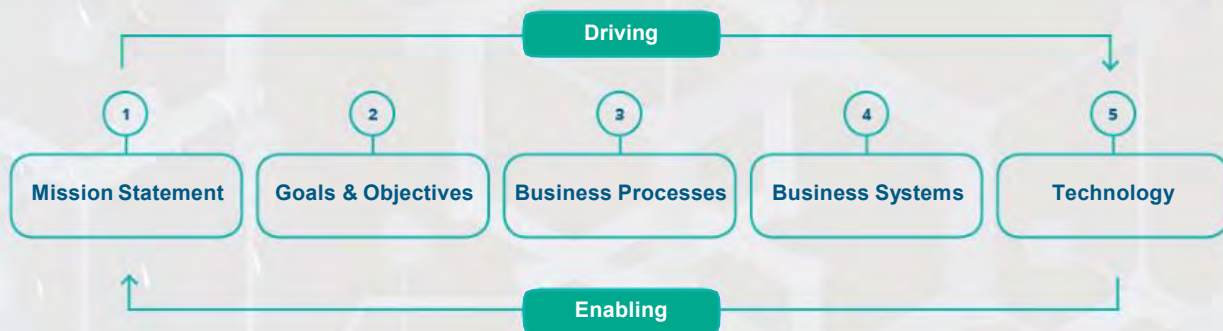 Driving
1
2
3
4
5
Mission Statement
Goals & Objectives
Business Processes
Business Systems
Technology
Enabling